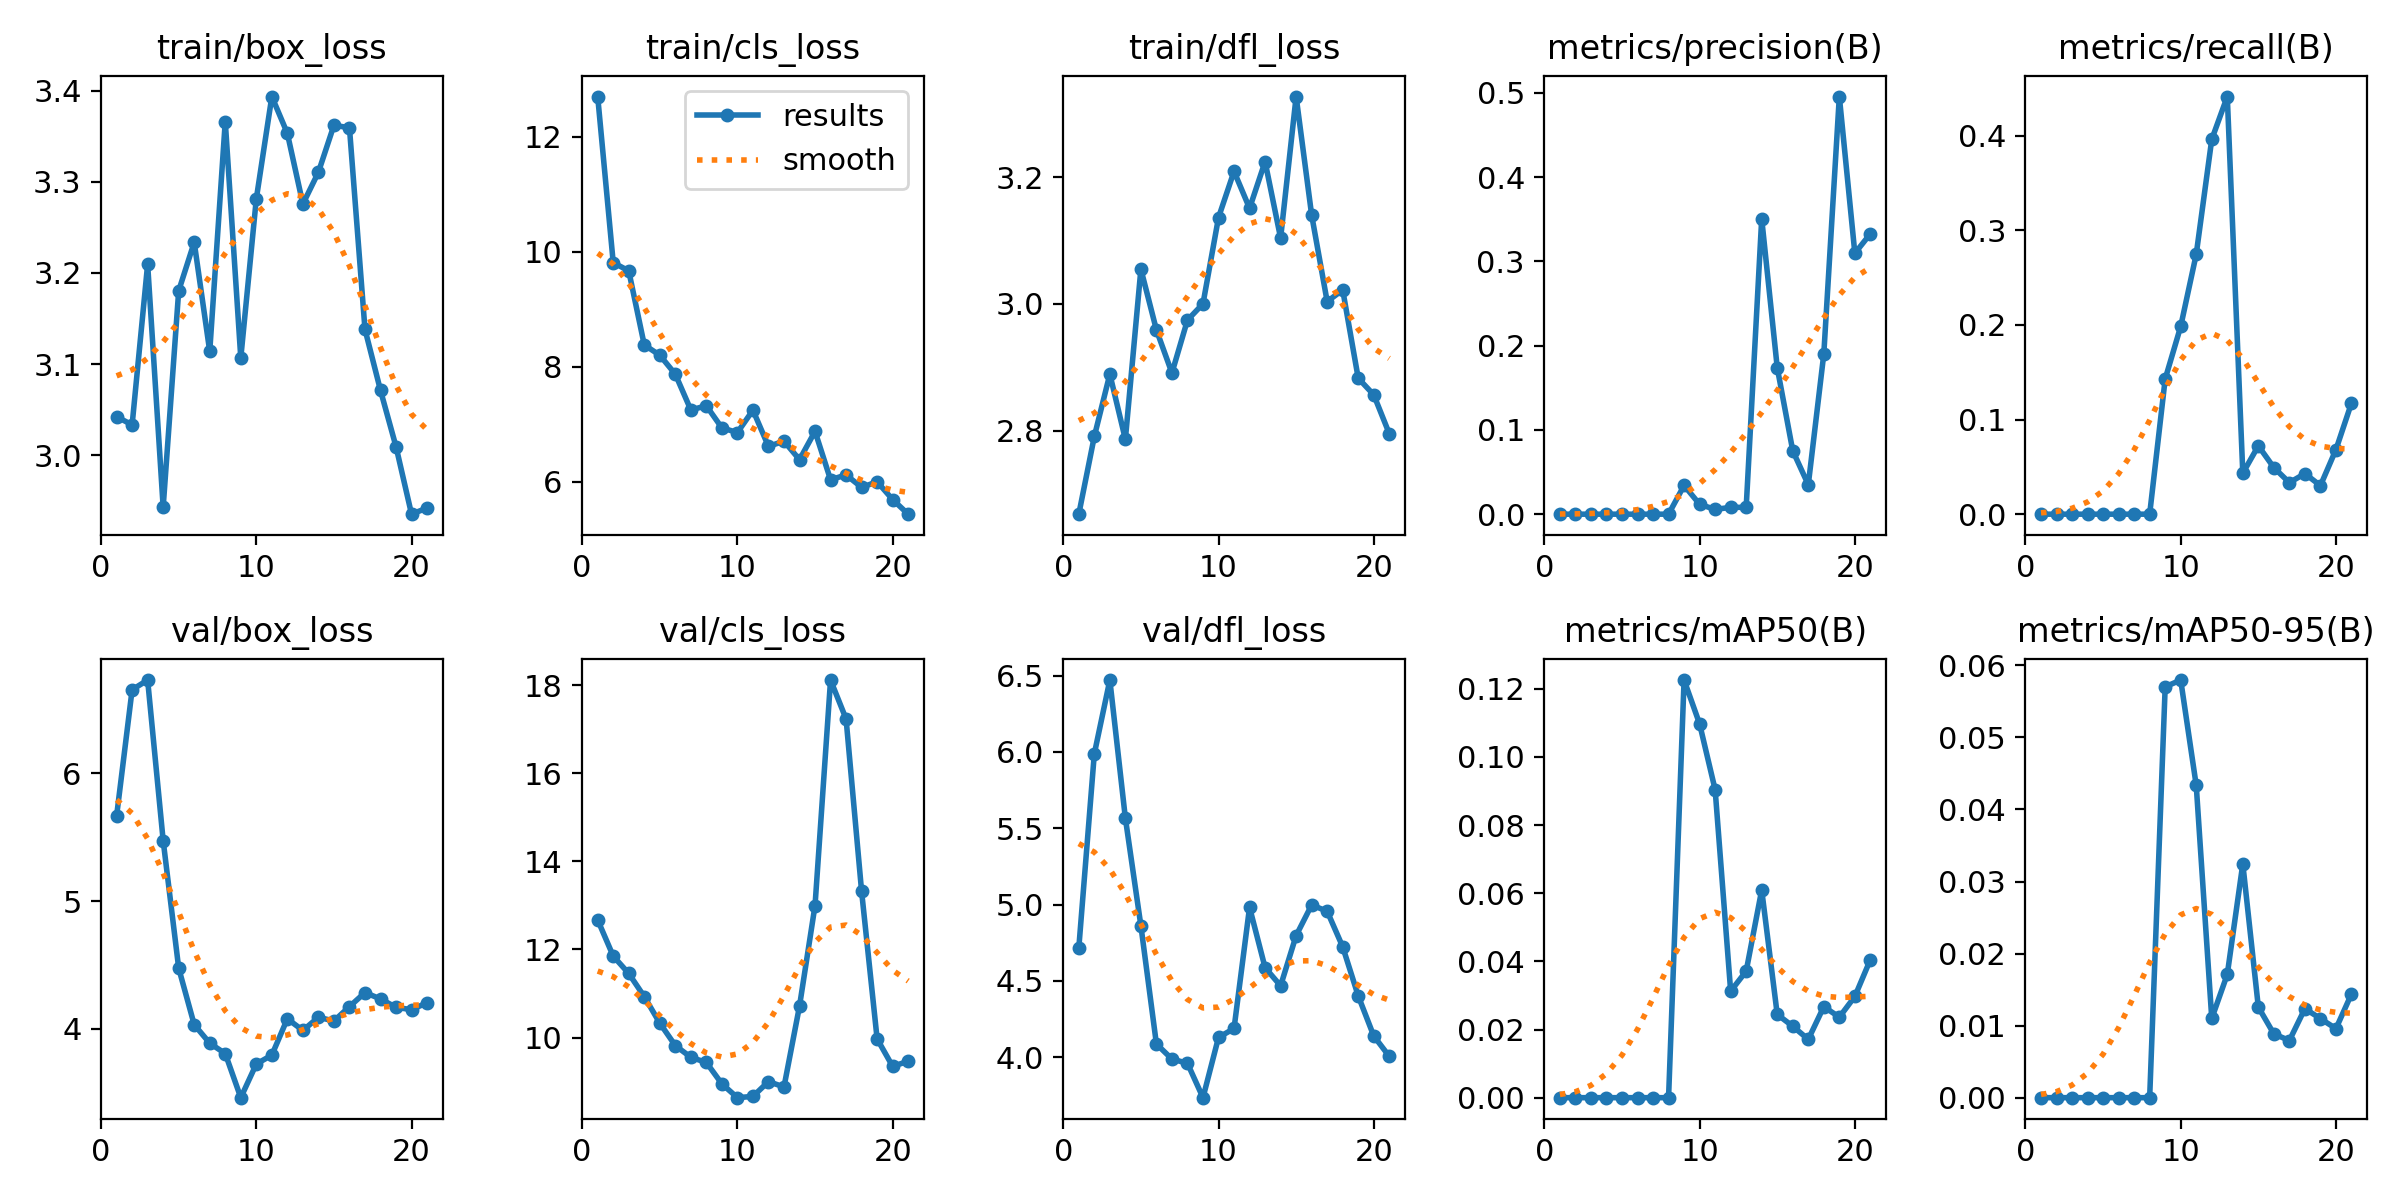 train/box_loss
train/cls_loss
train/dfl_loss
metrics/precision(B)
metrics/recall(B)
3.4
3.3
3.2
3.1
3.0
0 10 20
results
smooth
12
10
8
6
0 10 20
3.2
3.0
2.8
0 10 20
0.5
0.4
0.3
0.2
0.1
0.0
0 10 20
0.4
0.3
0.2
0.1
0.0
0 10 20
val/box_loss
val/cls_loss
val/dfl_loss
metrics/mAP50(B)
metrics/mAP50-95(B)
6
5
4
0 10 20
18
16
14
12
10
0 10 20
6.5
6.0
5.5
5.0
4.5
4.0
0 10 20
0.12
0.10
0.08
0.06
0.04
0.02
0.00
0 10 20
0.06
0.05
0.04
0.03
0.02
0.01
0.00
0 10 20